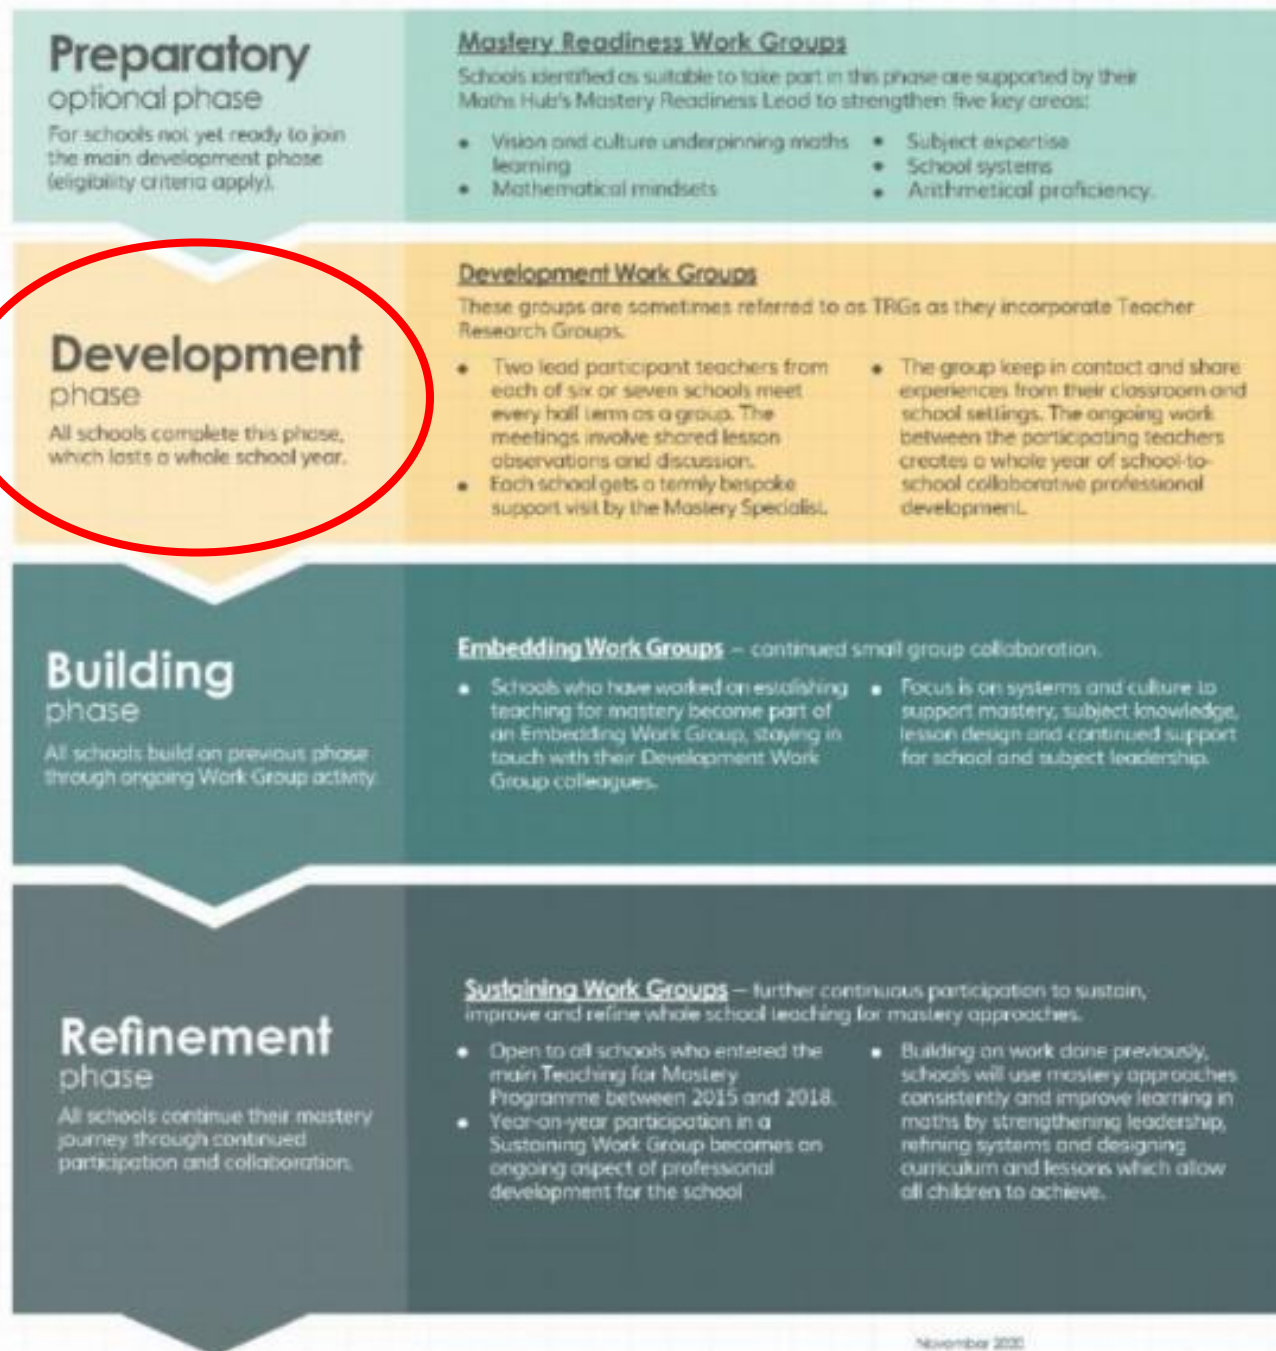 Preparatory
optional phase
For schools not yet ready to join
the main development phase
(eligibility criteria apply).
Mastery Readiness Work Groups
Schools identified as suitable to take part in this phase are supported by their
Maths Hub's Mastery Readiness Lead to strengthen five key areas:
• Vision and culture underpinning maths
learning
• Mathematical mindsets
• Subject expertise
• School systems
• Arithmetical proficiency.
Development
phase
All schools complete this phase,
which lasts a whole school year.
Development Work Groups
These groups are sometimes referred to as TRGs as they incorporate Teacher
Research Groups.
• Two lead participant teachers from
each of six or seven schools meet
every half term as a group. The
meetings involve shared lesson
observations and discussion.
• Each school gets a termly bespoke
support visit by the Mastery Specialist.
• The group keep in contact and share
experiences from their classroom and
school settings. The ongoing work
between the participating teachers
creates a whole year of school-to-
school collaborative professional
development.
Building
phase
All schools build on previous phase
through ongoing Work Group activity.
Embedding Work Groups – continued small group collaboration.
• Schools who have worked on estalishing
teaching for mastery become part of
an Embedding Work Group, staying in
touch with their Development Work
Group colleagues.
• Focus is on systems and culture to
support mastery, subject knowledge,
lesson design and continued support
for school and subject leadership.
Refinement
phase
All schools continue their mastery
journey through continued
participation and collaboration.
Sustaining Work Groups – further continuous participation to sustain,
improve and refine whole school teaching for mastery approaches.
• Open to all schools who entered the
main Teaching for Mastery
Programme between 2015 and 2018.
• Year-on-year participation in a
Sustaining Work Group becomes an
ongoing aspect of professional
development for the school
• Building on work done previously,
schools will use mastery approaches
consistently and improve learning in
maths by strengthening leadership,
refining systems and designing
curriculum and lessons which allow
all children to achieve.
November 2020